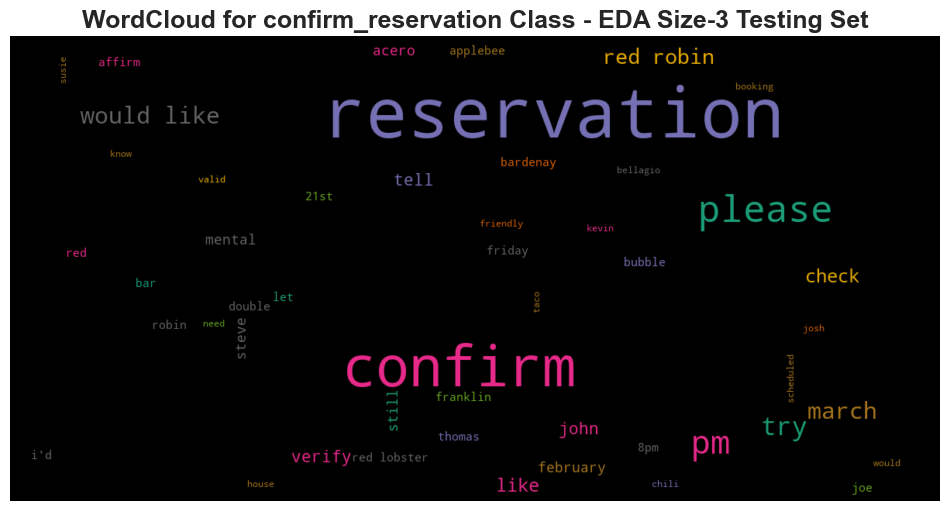 WordCloud for confirm_reservation Class - EDA Size-3 Testing Set
acero
applebee
red robin
susie
affirm
booking
reservation
would like
know
bardenay
bellagio
valid
tell
21st
please
friendly
kevin
mental
red
friday
bubble
check
bar
let
double
taco
robin
need
steve
josh
confirm
scheduled
franklin
still
march
john
try
thomas
pm
8pm
i'd
verify
red lobster
february
would
house
like
chili
joe